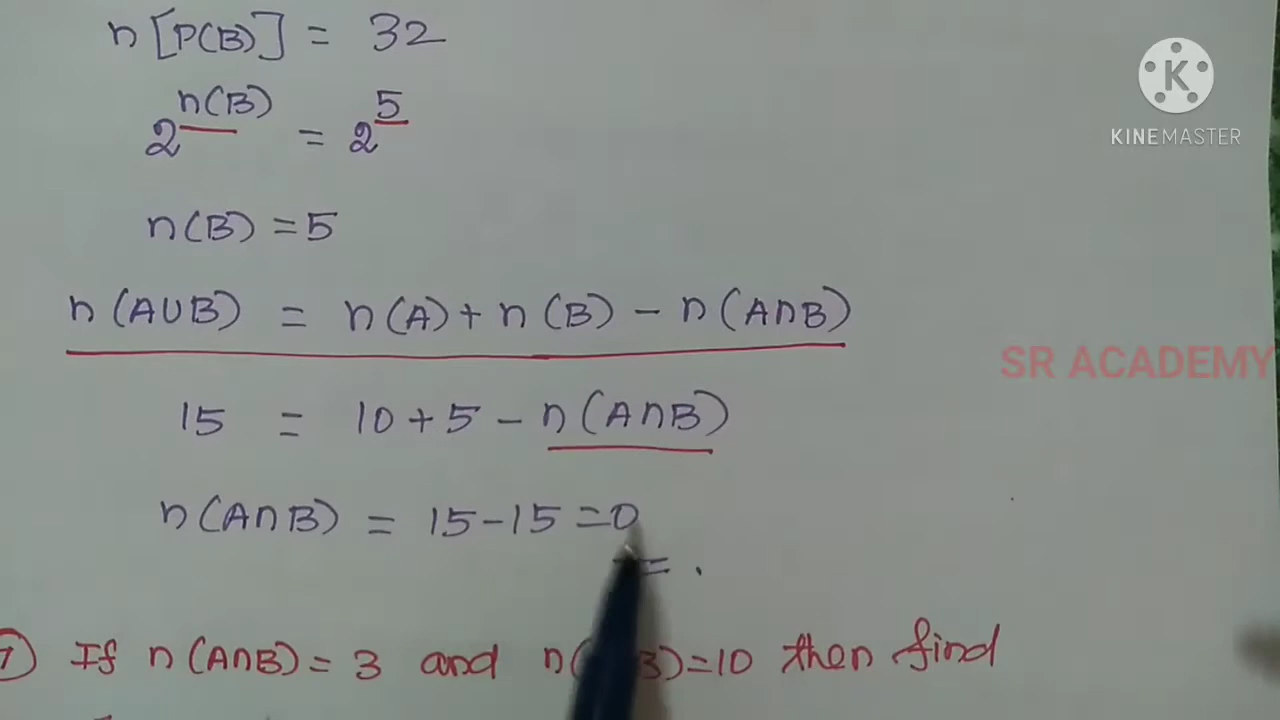 n[P(B)] = 32
2^n(B) = 2^5
n(B) = 5
n(A∪B) = n(A) + n(B) - n(A∩B)
15 = 10 + 5 - n(A∩B)
n(A∩B) = 15 - 15 = 0
7) If n(A∩B) = 3 and n( B) = 10 then find
KINEMASTER
SR ACADEMY